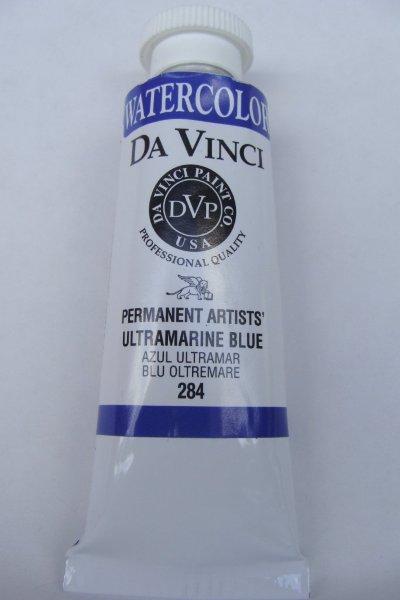 WATERCOLOR
DA VINCI
DA VINCI PAINT CO.
DVP
USA
PROFESSIONAL QUALITY
PERMANENT ARTISTS'
ULTRAMARINE BLUE
AZUL ULTRAMAR
BLU OLTREMARE
284